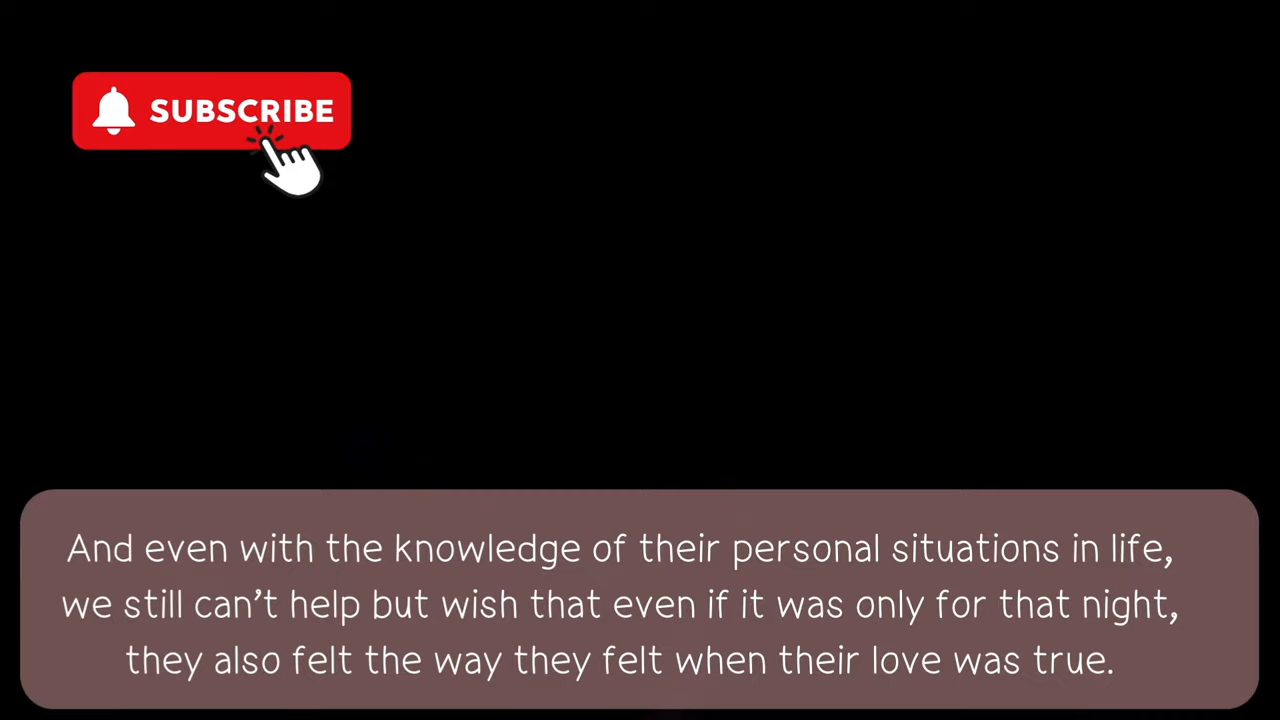 SUBSCRIBE
And even with the knowledge of their personal situations in life,
we still can't help but wish that even if it was only for that night,
they also felt the way they felt when their love was true.